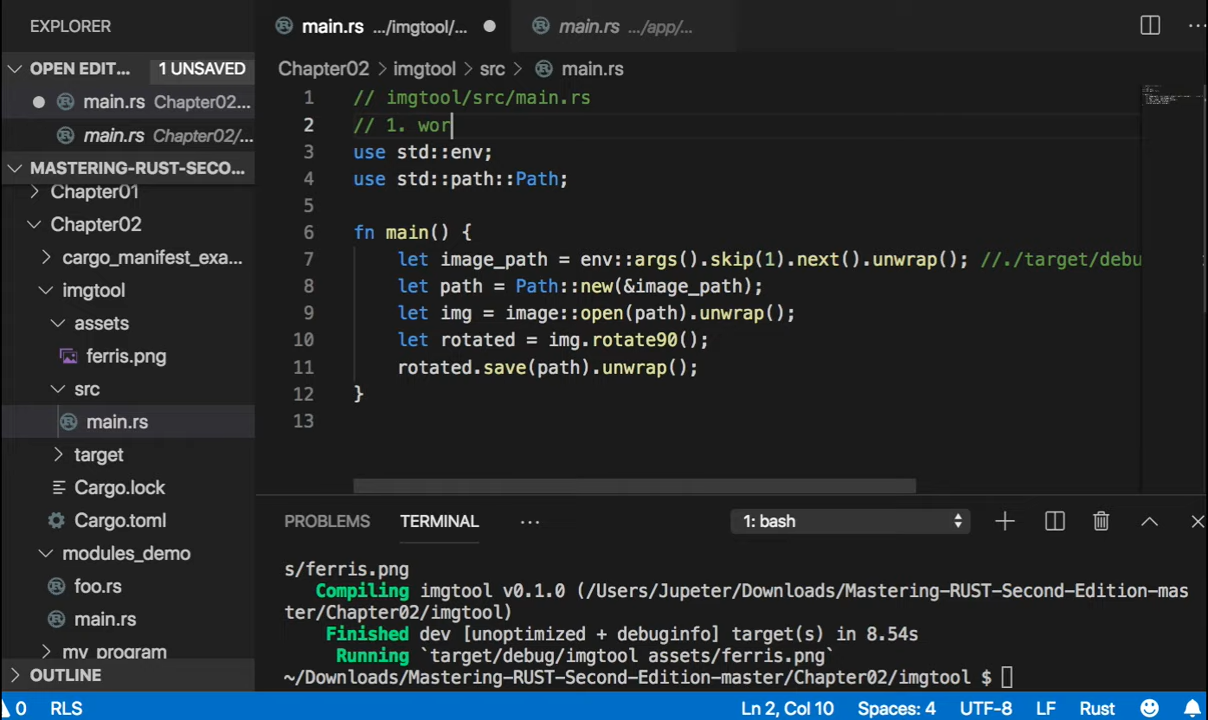 EXPLORER
main.rs .../imgtool/...
main.rs .../app/...
...
OPEN EDIT... 1 UNSAVED
main.rs Chapter02...
main.rs Chapter02/...
MASTERING-RUST-SECO...
Chapter01
Chapter02
cargo_manifest_exa...
imgtool
assets
ferris.png
src
main.rs
target
Cargo.lock
Cargo.toml
modules_demo
foo.rs
main.rs
my_program
OUTLINE
Chapter02 > imgtool > src > main.rs
1 // imgtool/src/main.rs
2 // 1. wor
3 use std::env;
4 use std::path::Path;
5
6 fn main() {
7 let image_path = env::args().skip(1).next().unwrap(); //./target/debu
8 let path = Path::new(&image_path);
9 let img = image::open(path).unwrap();
10 let rotated = img.rotate90();
11 rotated.save(path).unwrap();
12 }
13
PROBLEMS TERMINAL ... 1: bash
s/ferris.png
Compiling imgtool v0.1.0 (/Users/Jupeter/Downloads/Mastering-RUST-Second-Edition-mas
ter/Chapter02/imgtool)
Finished dev [unoptimized + debuginfo] target(s) in 8.54s
Running `target/debug/imgtool assets/ferris.png`
~/Downloads/Mastering-RUST-Second-Edition-master/Chapter02/imgtool $
0 RLS Ln 2, Col 10 Spaces: 4 UTF-8 LF Rust